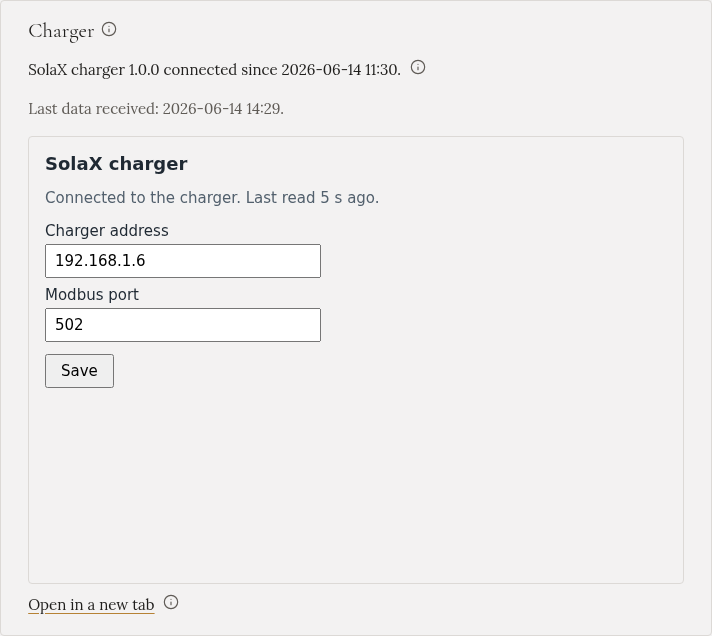 Charger
SolaX charger 1.0.0 connected since 2026-06-14 11:30.
Last data received: 2026-06-14 14:29.
SolaX charger
Connected to the charger. Last read 5 s ago.
Charger address
192.168.1.6
Modbus port
502
Save
Open in a new tab